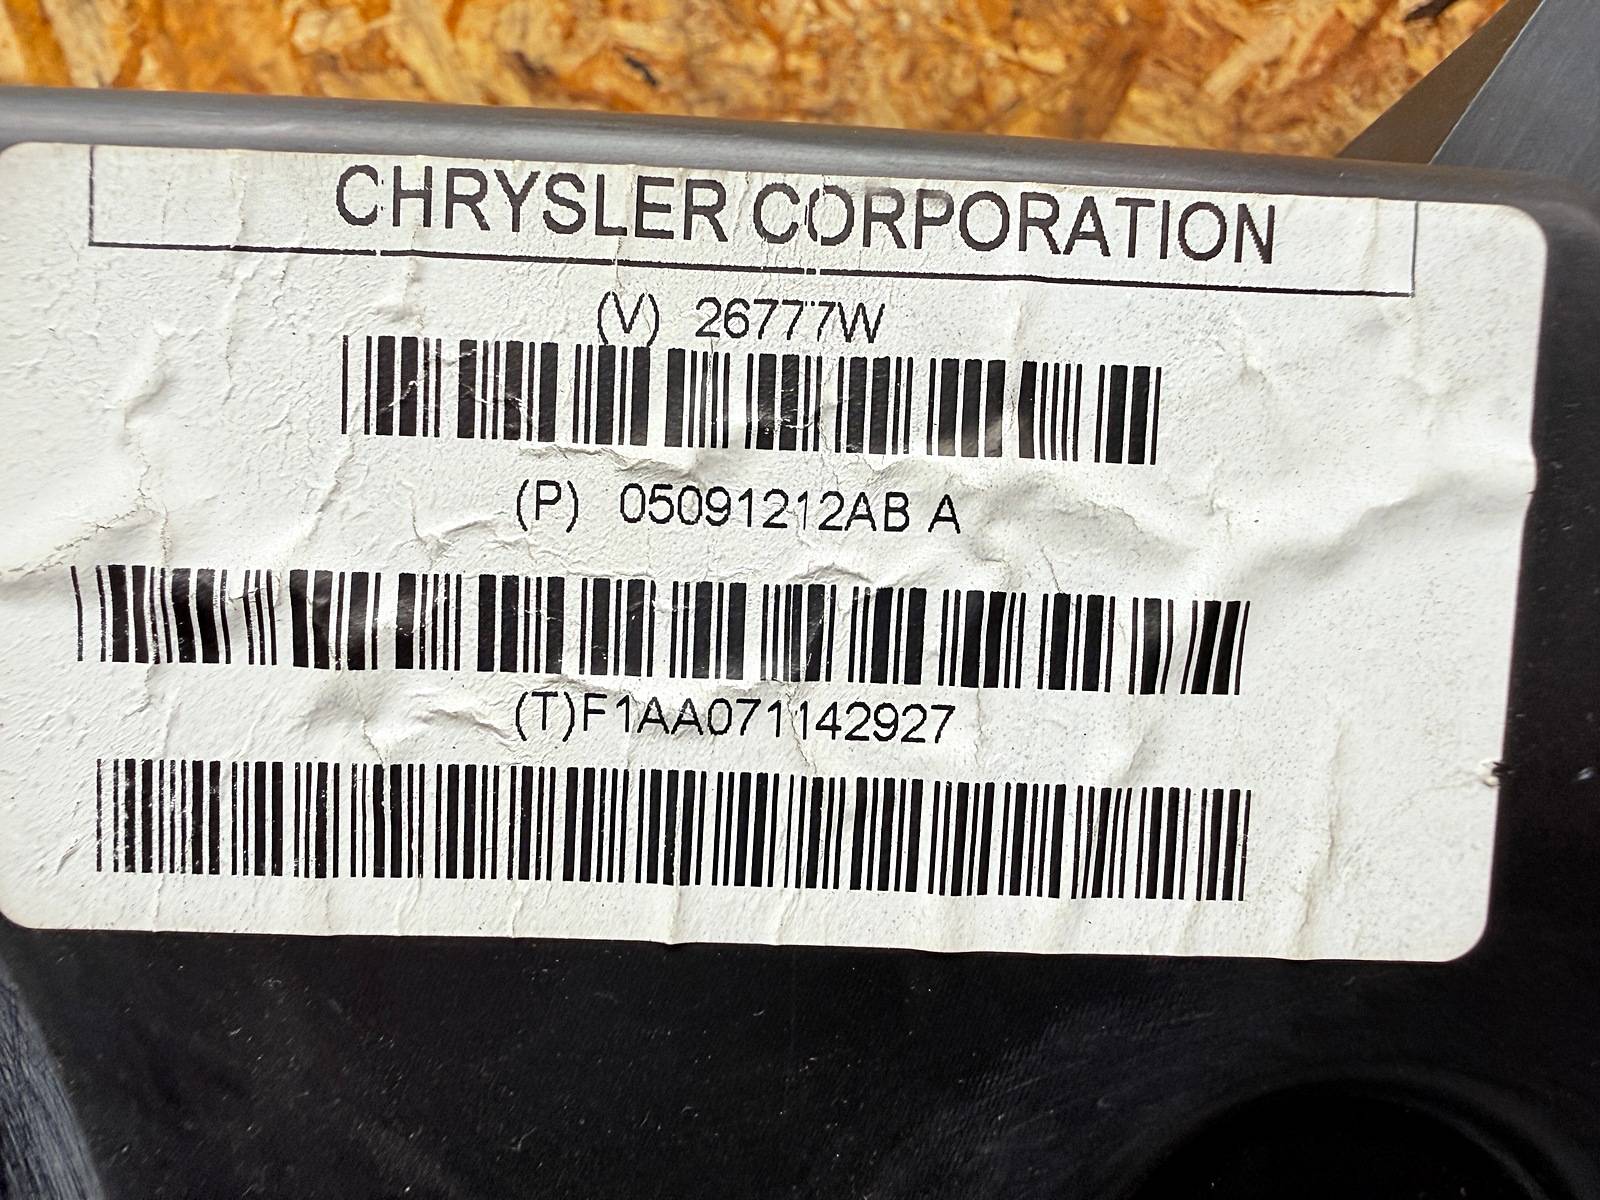 CHRYSLER CORPORATION
(V) 26777W
(P) 05091212AB A
(T)F1AA071142927